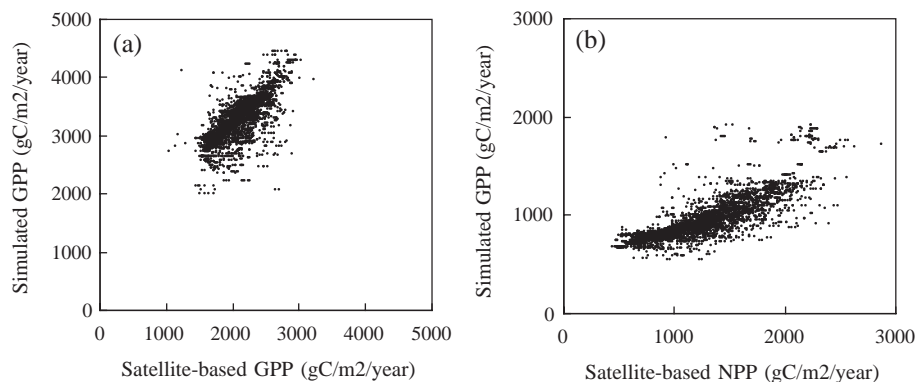 5000
4000
3000
2000
1000
0
Simulated GPP (gC/m2/year)
(a)
0 1000 2000 3000 4000 5000
Satellite-based GPP (gC/m2/year)
3000
2000
1000
0
Simulated GPP (gC/m2/year)
(b)
0 1000 2000 3000
Satellite-based NPP (gC/m2/year)